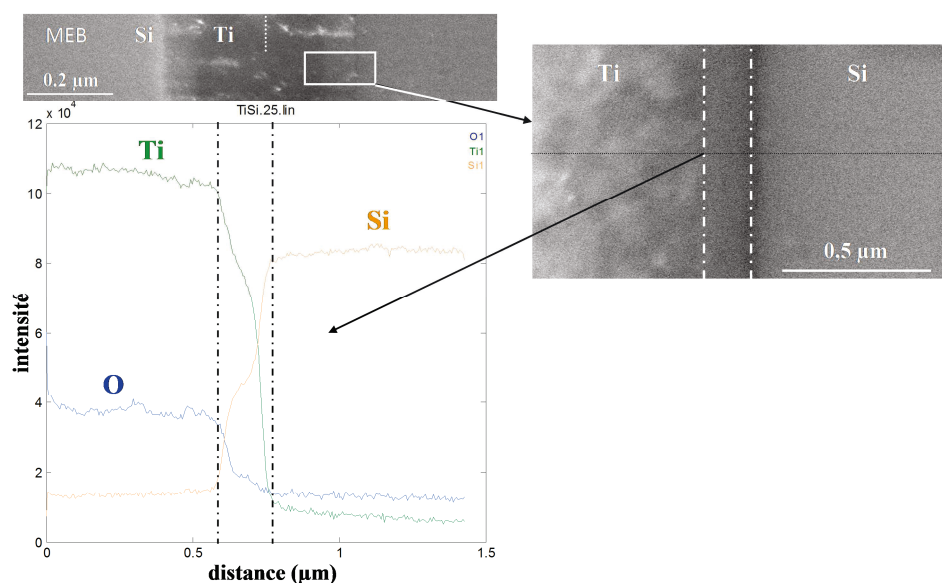 MEB Si Ti
0.2 µm
Ti Si
0.5 µm
TiSi.25.lin
x 10⁴
O1
Ti1
Si1
12
10
8
6
4
2
0
Ti
Si
O
intensité
0 0.5 1 1.5
distance (µm)